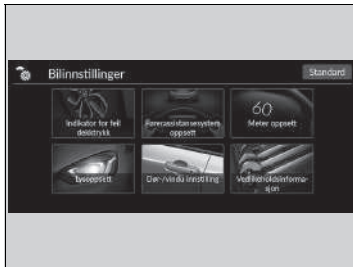 Bilinnstillinger
Standard
Indikator for feil
dekktrykk
Førerassistansesystem
oppsett
60
Meter oppsett
Lysoppsett
Dør-/vindu innstilling
Vedlikeholdsinforma-
sjon